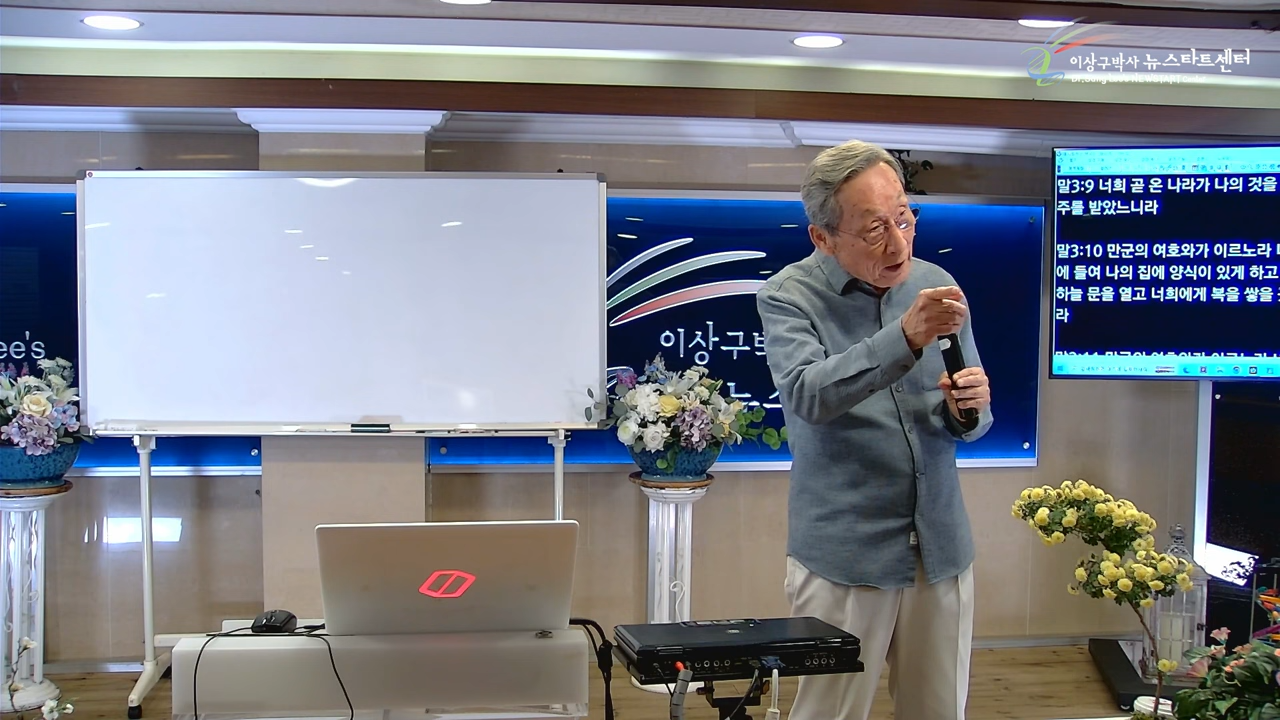 이상구박사 뉴스타트센터
말3:9 너희 곧 온 나라가 나의 것을
주를 받았느니라
말3:10 만군의 여호와가 이르노라
에 들여 나의 집에 양식이 있게 하고
하늘 문을 열고 너희에게 복을 쌓을
라
ee's
이상구박
뉴스